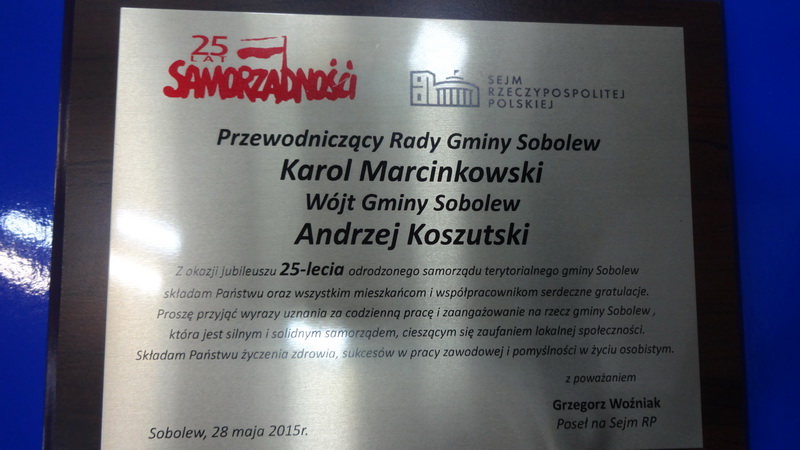 25
LAT
SAMORZĄDNOŚCI
SEJM
RZECZYPOSPOLITEJ
POLSKIEJ
Przewodniczący Rady Gminy Sobolew
Karol Marcinkowski
Wójt Gminy Sobolew
Andrzej Koszutski
Z okazji jubileuszu 25-lecia odrodzonego samorządu terytorialnego gminy Sobolew
składam Państwu oraz wszystkim mieszkańcom i współpracownikom serdeczne gratulacje.
Proszę przyjąć wyrazy uznania za codzienną pracę i zaangażowanie na rzecz gminy Sobolew ,
która jest silnym i solidnym samorządem, cieszącym się zaufaniem lokalnej społeczności.
Składam Państwu życzenia zdrowia, sukcesów w pracy zawodowej i pomyślności w życiu osobistym.
z poważaniem
Grzegorz Woźniak
Poseł na Sejm RP
Sobolew, 28 maja 2015r.